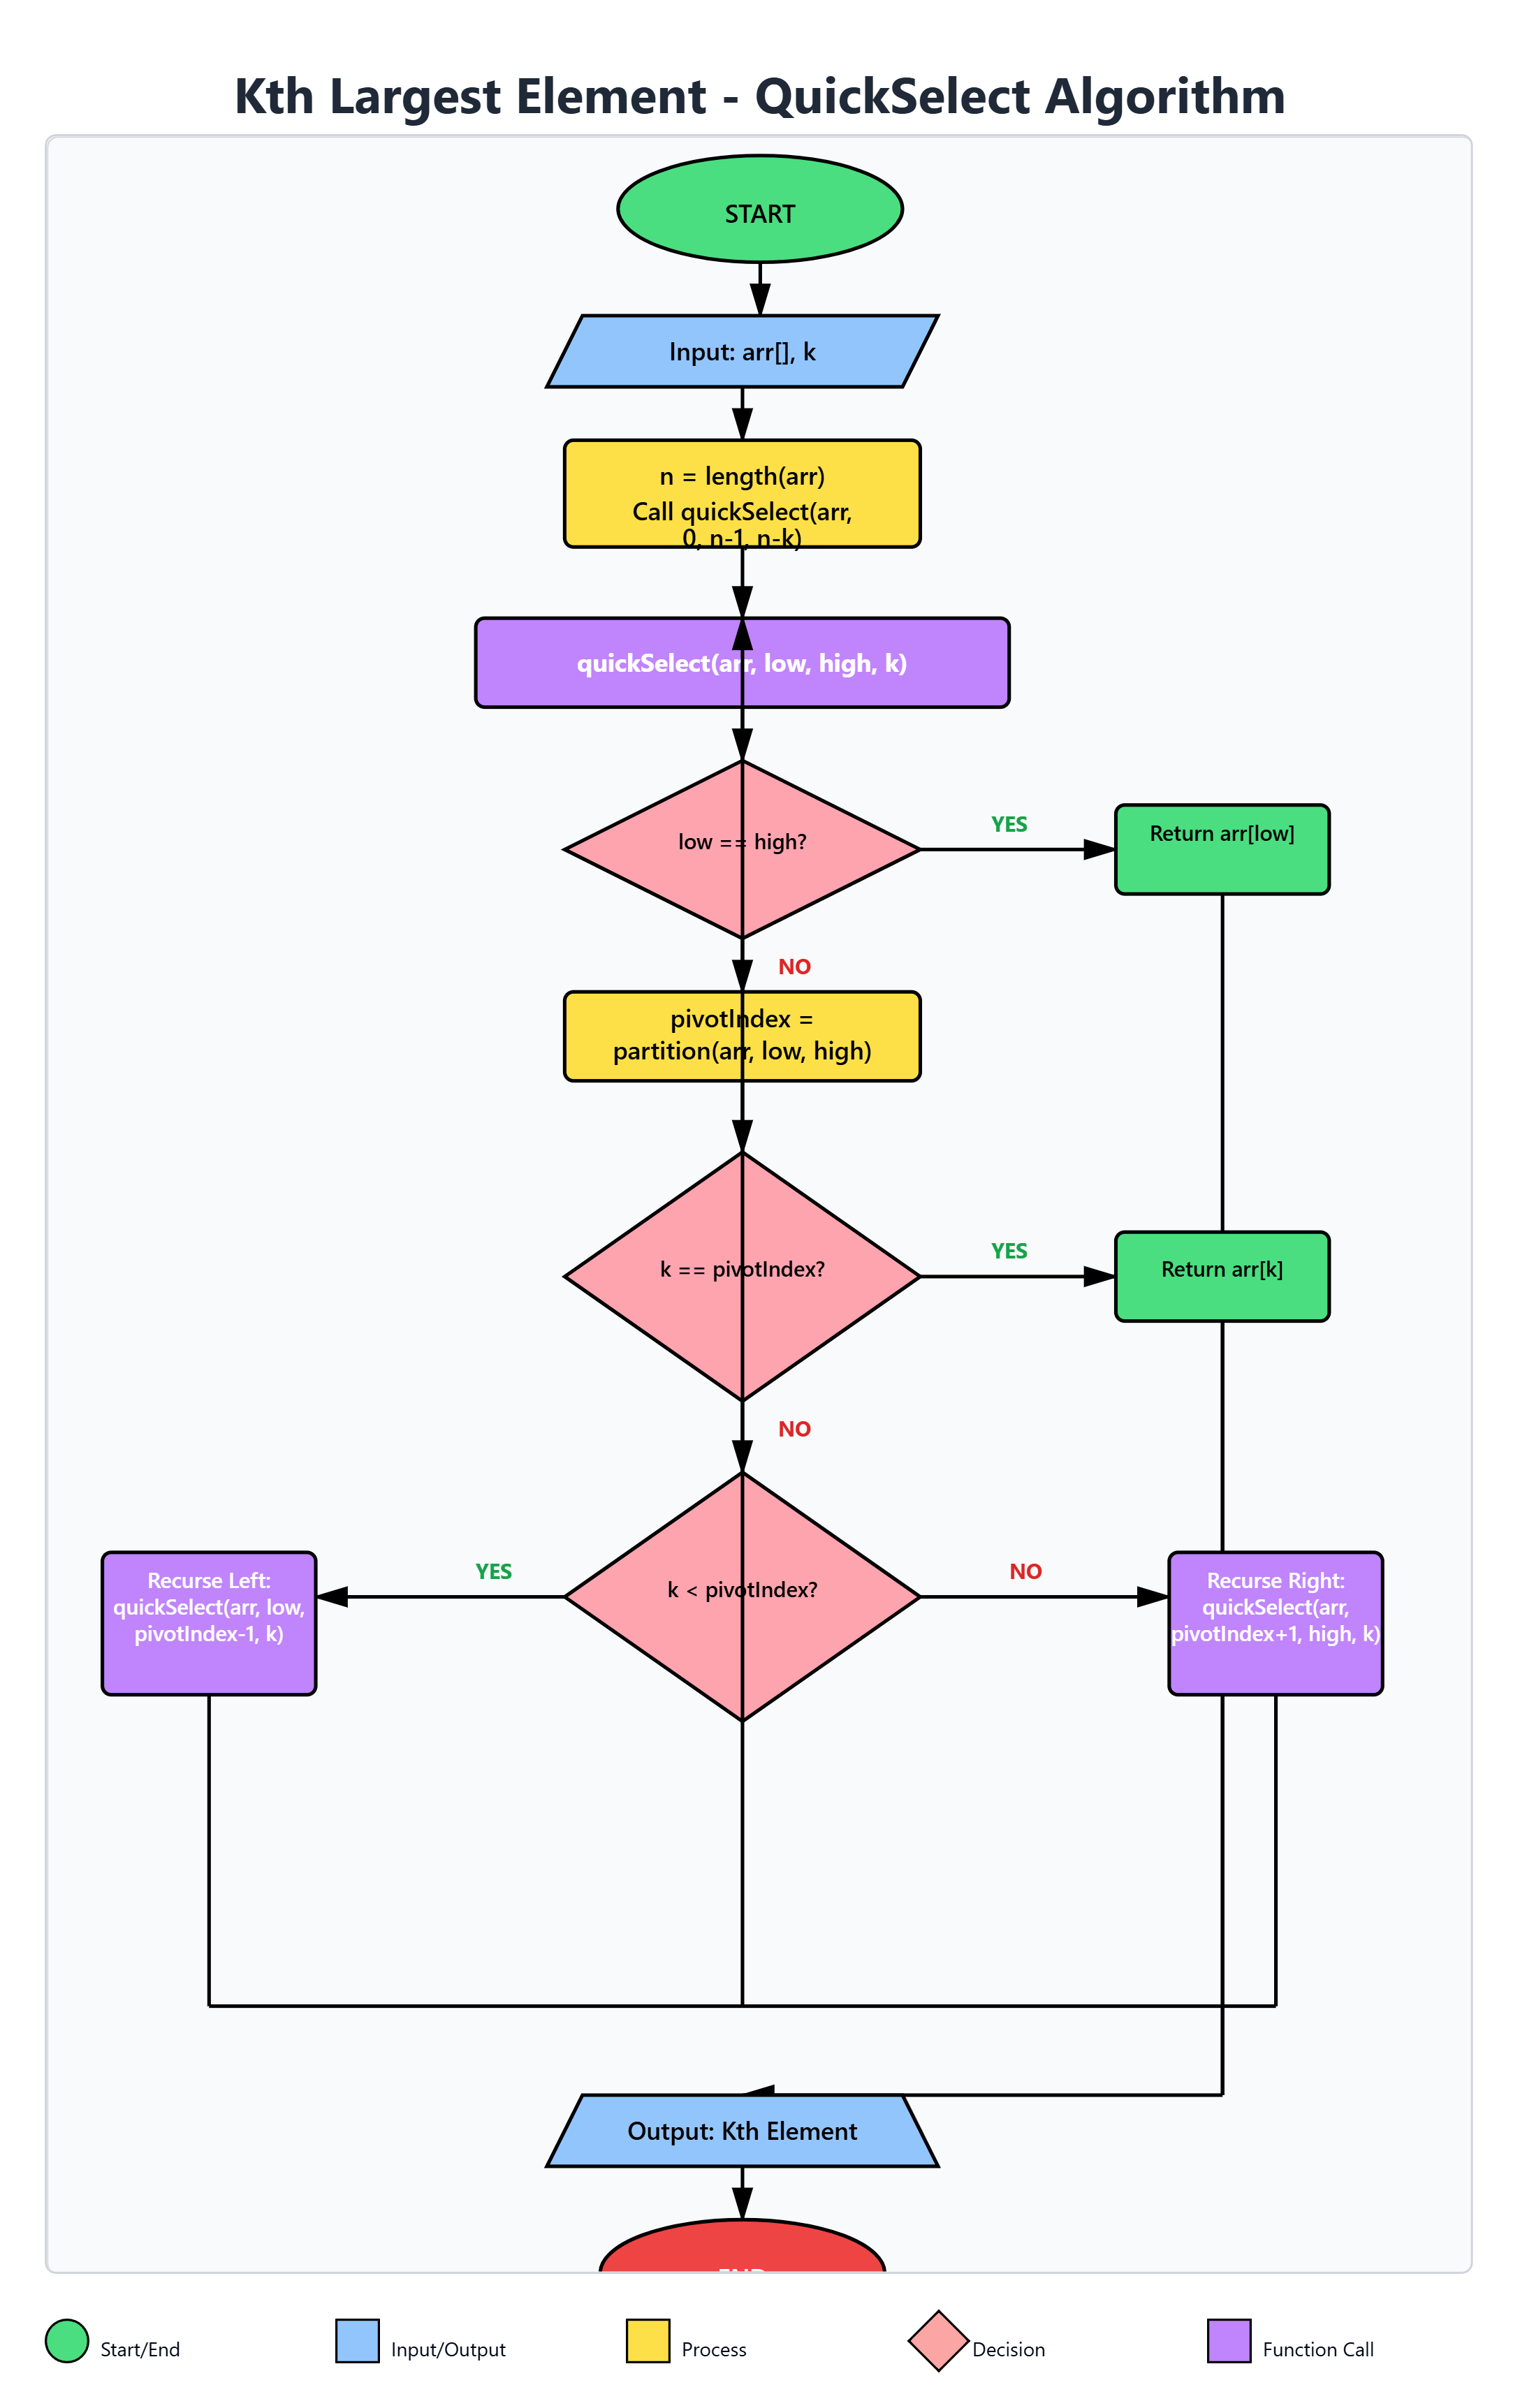 Kth Largest Element - QuickSelect Algorithm
START
Input: arr[], k
n = length(arr)
Call quickSelect(arr,
0, n-1, n-k)
quickSelect(arr, low, high, k)
low == high?
YES
Return arr[low]
NO
pivotIndex =
partition(arr, low, high)
k == pivotIndex?
YES
Return arr[k]
NO
k < pivotIndex?
YES
NO
Recurse Left:
quickSelect(arr, low,
pivotIndex-1, k)
Recurse Right:
quickSelect(arr,
pivotIndex+1, high, k)
Output: Kth Element
Start/End
Input/Output
Process
Decision
Function Call